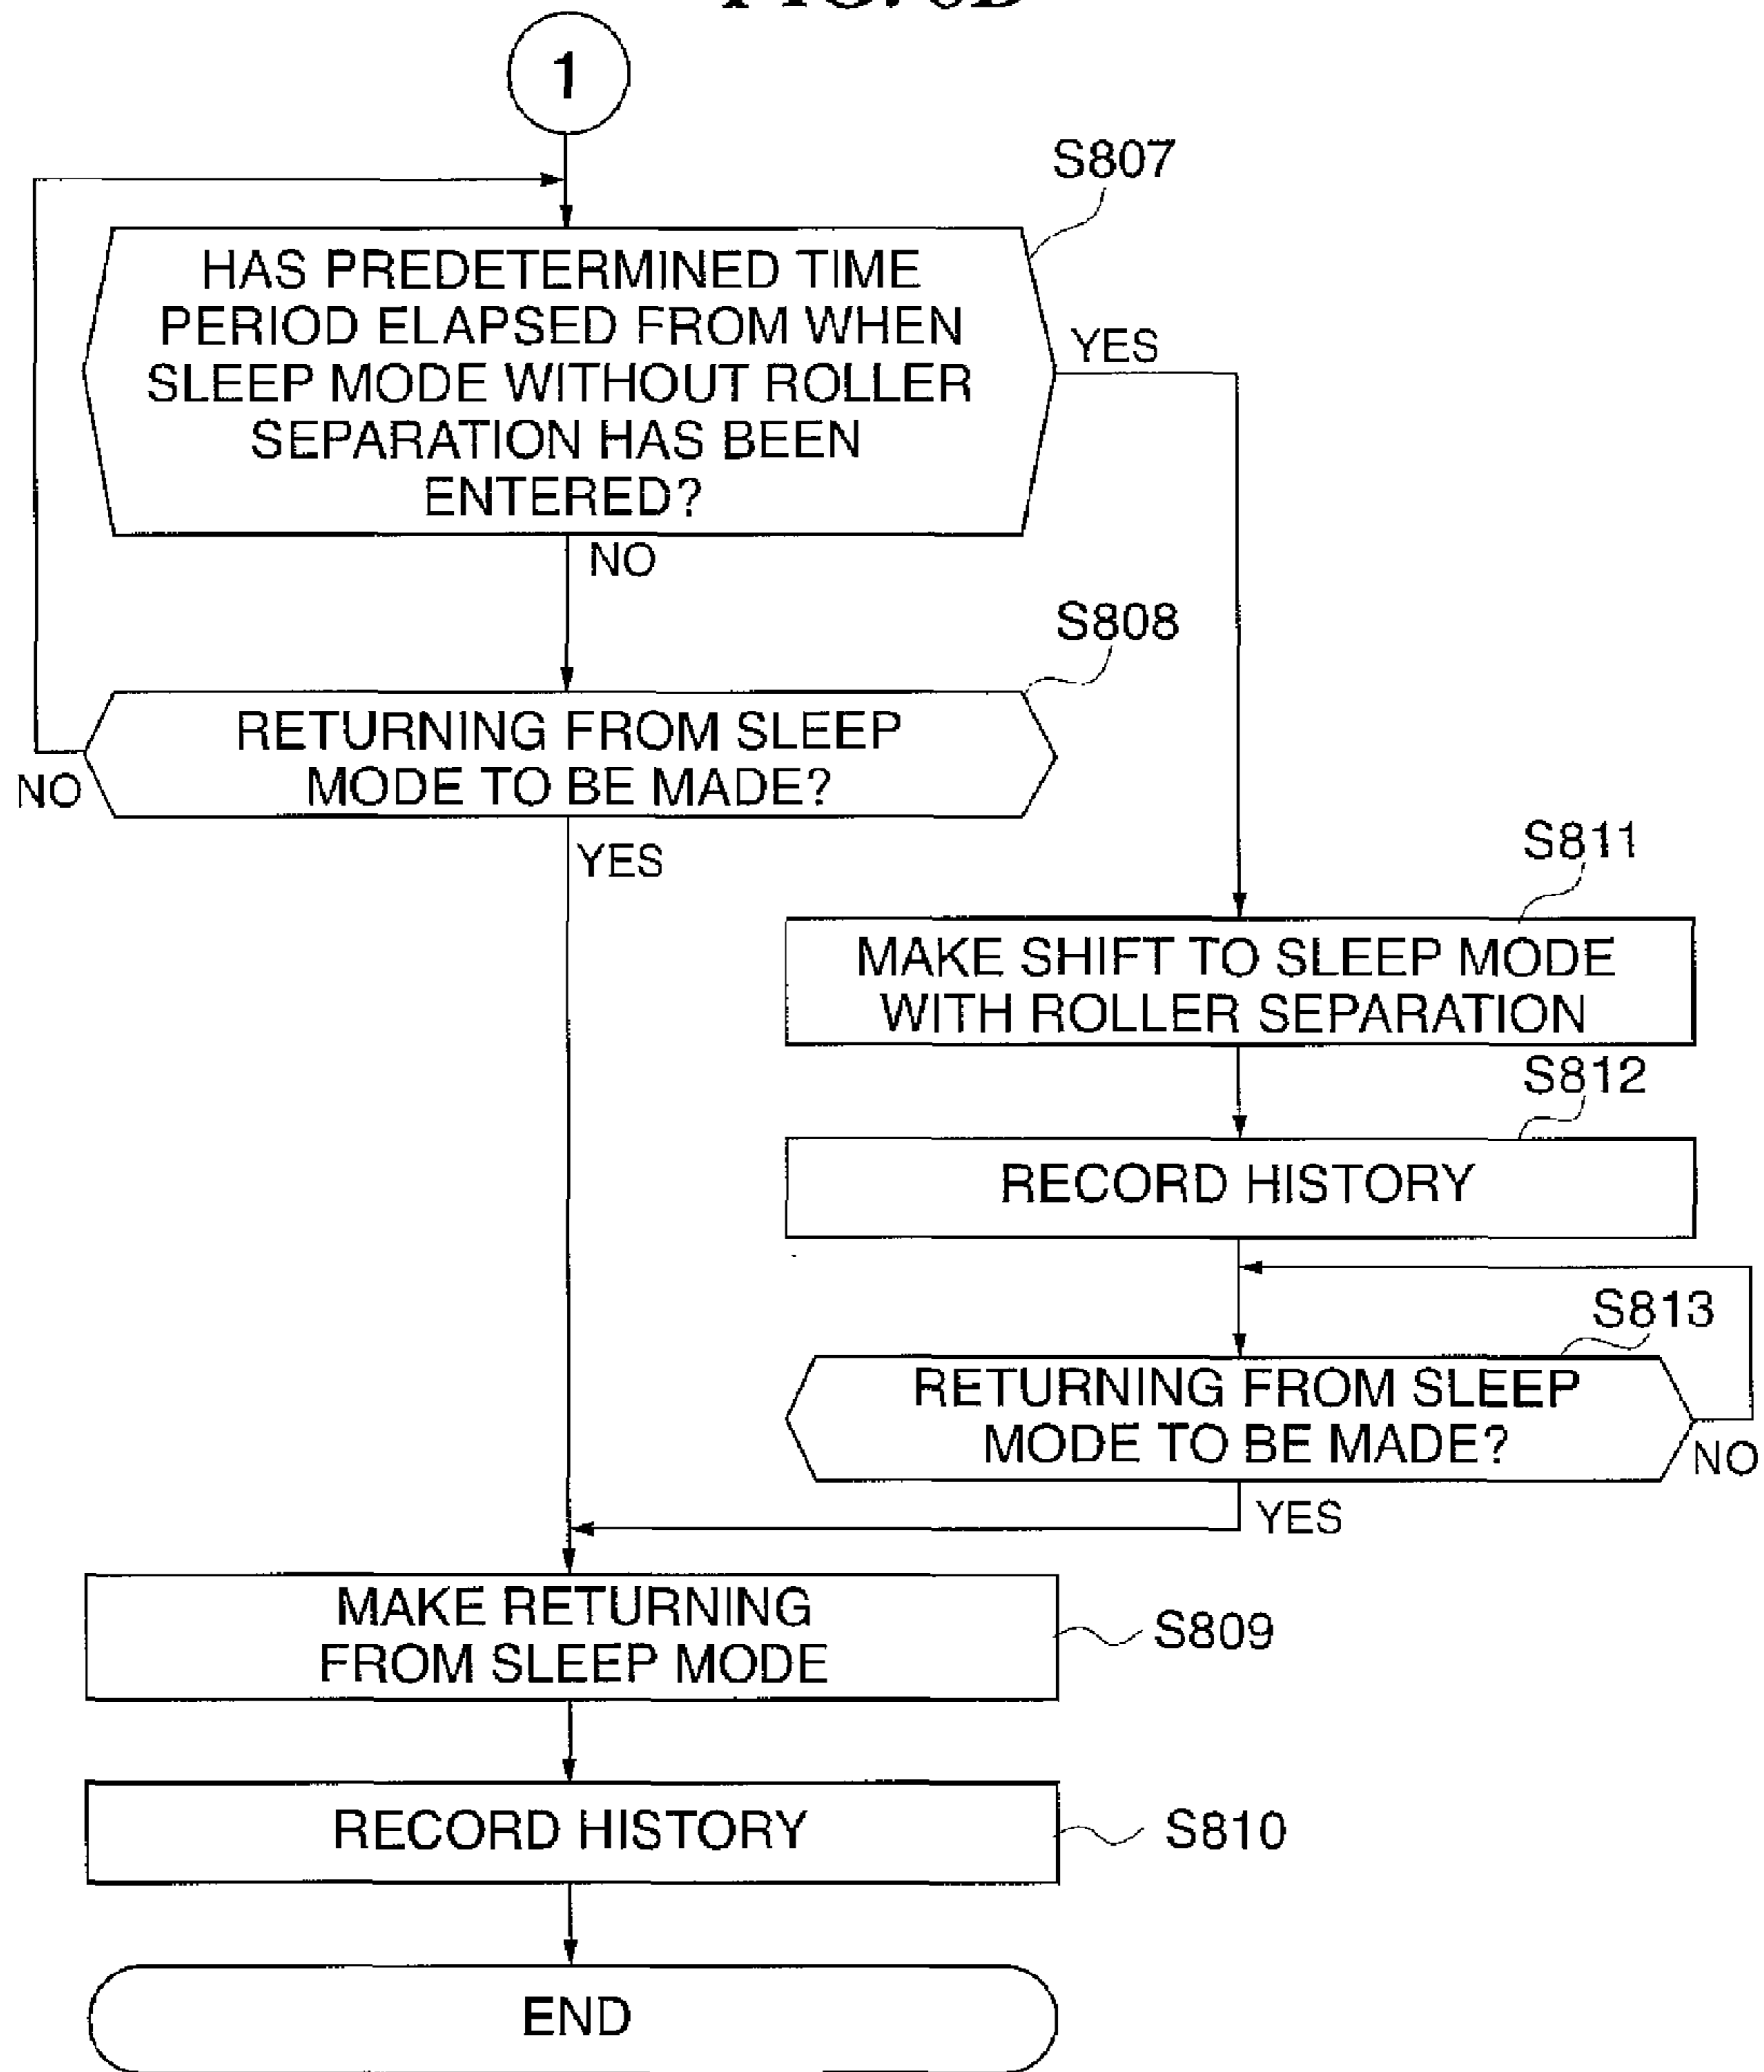 1
S807
HAS PREDETERMINED TIME
PERIOD ELAPSED FROM WHEN
SLEEP MODE WITHOUT ROLLER
SEPARATION HAS BEEN
ENTERED?
YES
NO
S808
RETURNING FROM SLEEP
MODE TO BE MADE?
NO
YES
S811
MAKE SHIFT TO SLEEP MODE
WITH ROLLER SEPARATION
S812
RECORD HISTORY
S813
RETURNING FROM SLEEP
MODE TO BE MADE?
NO
YES
MAKE RETURNING
FROM SLEEP MODE
S809
RECORD HISTORY
S810
END